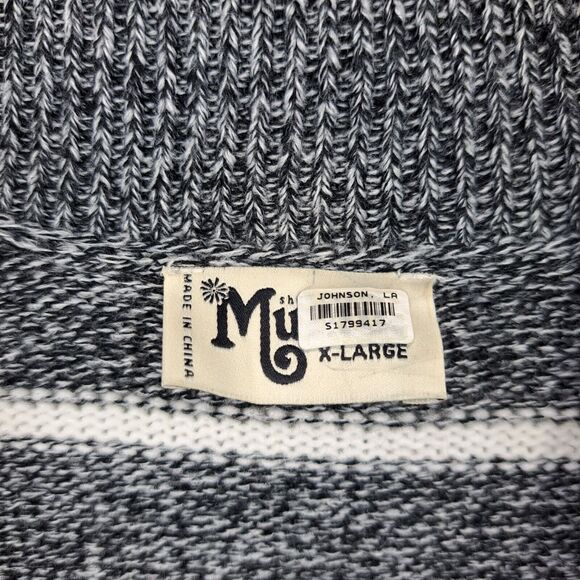 MADE IN CHINA
sh
Mu
JOHNSON, LA
S1799417
X-LARGE